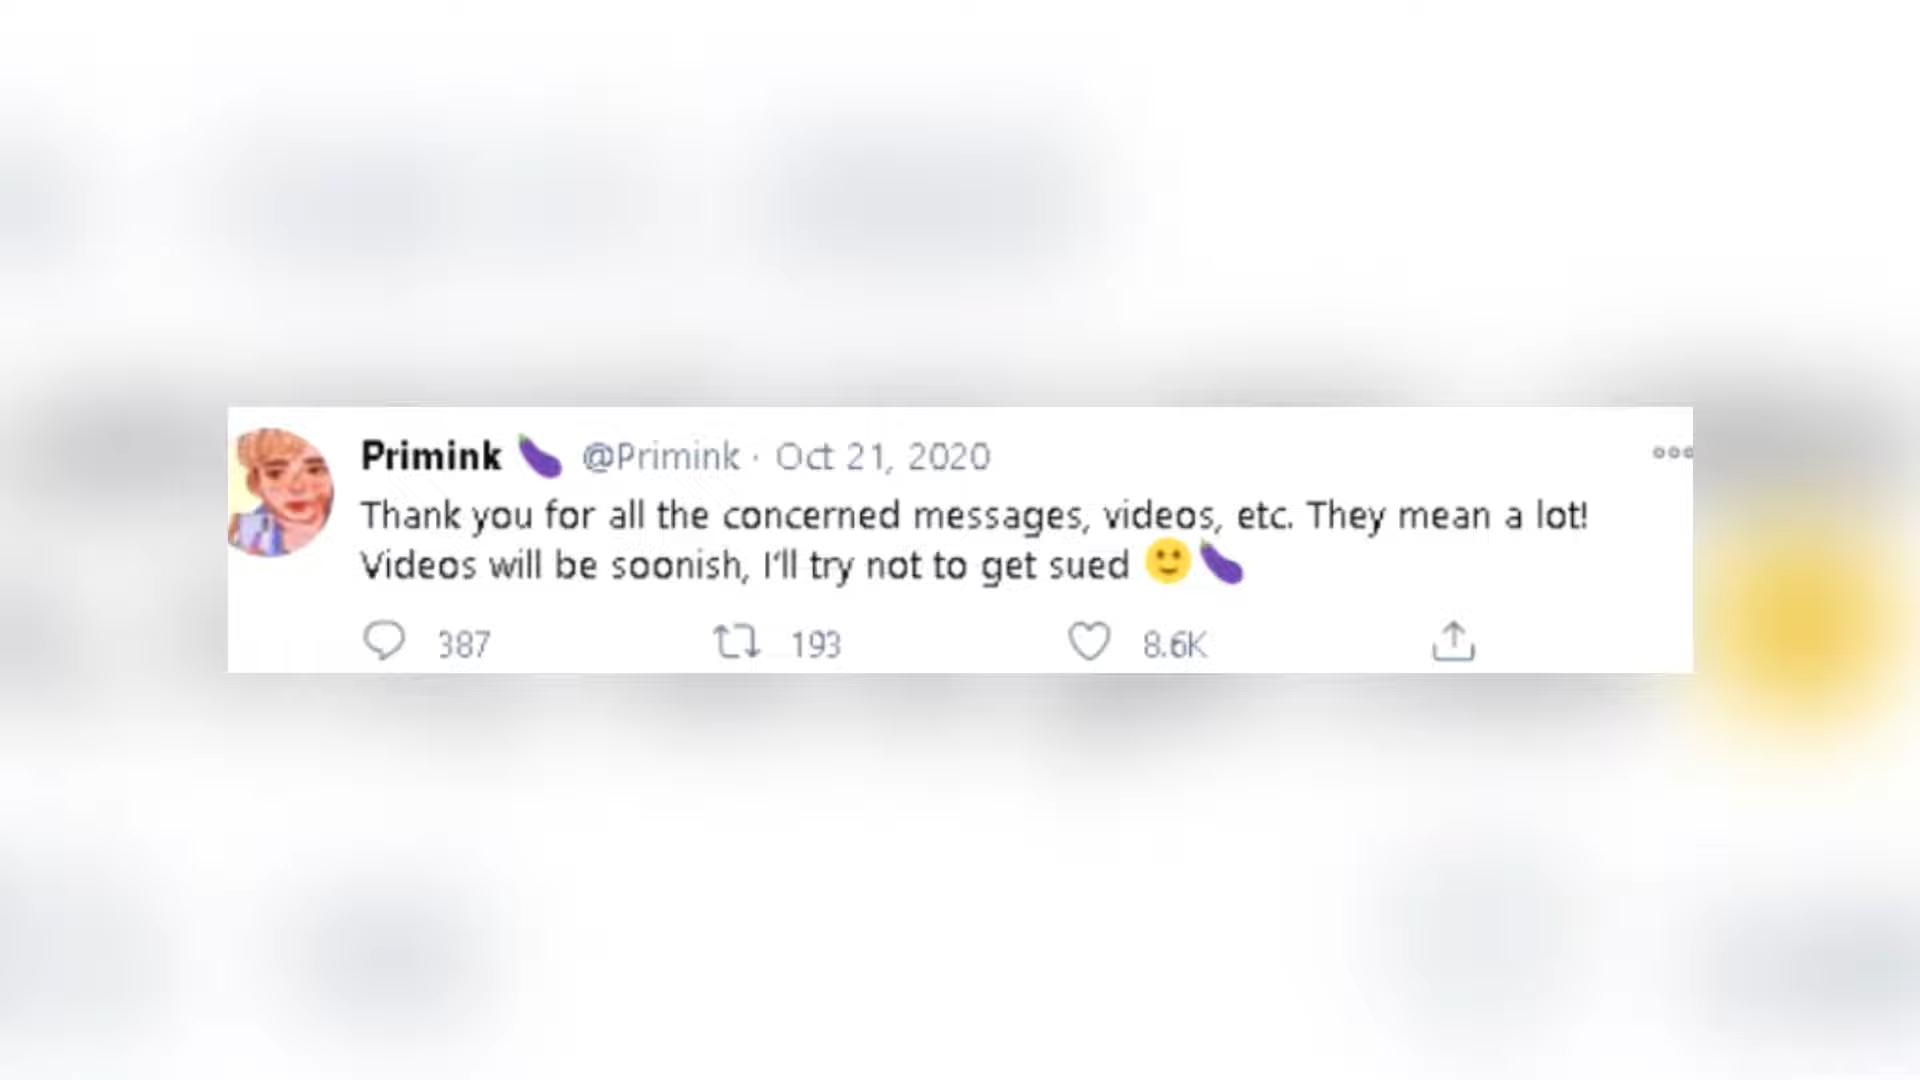 Primink 🍆 @Primink · Oct 21, 2020
Thank you for all the concerned messages, videos, etc. They mean a lot!
Videos will be soonish, I'll try not to get sued 🙂🍆
387 193 8.6K